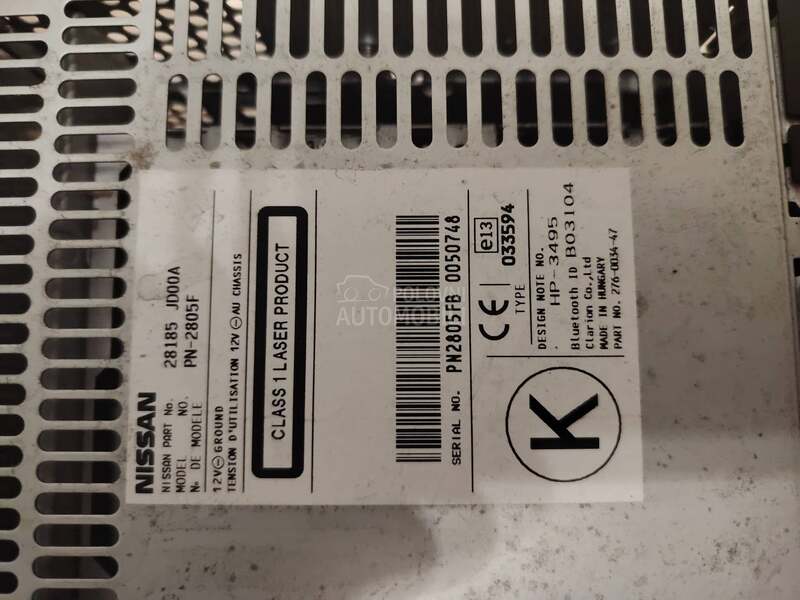 NISSAN
NISSAN PART No. 28185 JD00A
MODEL NO. PN-2805F
No DE MODELE
12V⊖GROUND
TENSION D'UTILISATION 12V ⊖ AU CHASSIS
CLASS 1 LASER PRODUCT
SERIAL NO. PN2805FB 0050748
CE
TYPE
e13
033594
DESIGN NOTE NO.
HP-3495
Bluetooth ID B03104
Clarion Co.,Ltd
MADE IN HUNGARY
PART NO. 276-0034-47
K
POLOVNI
AUTOMOBILI